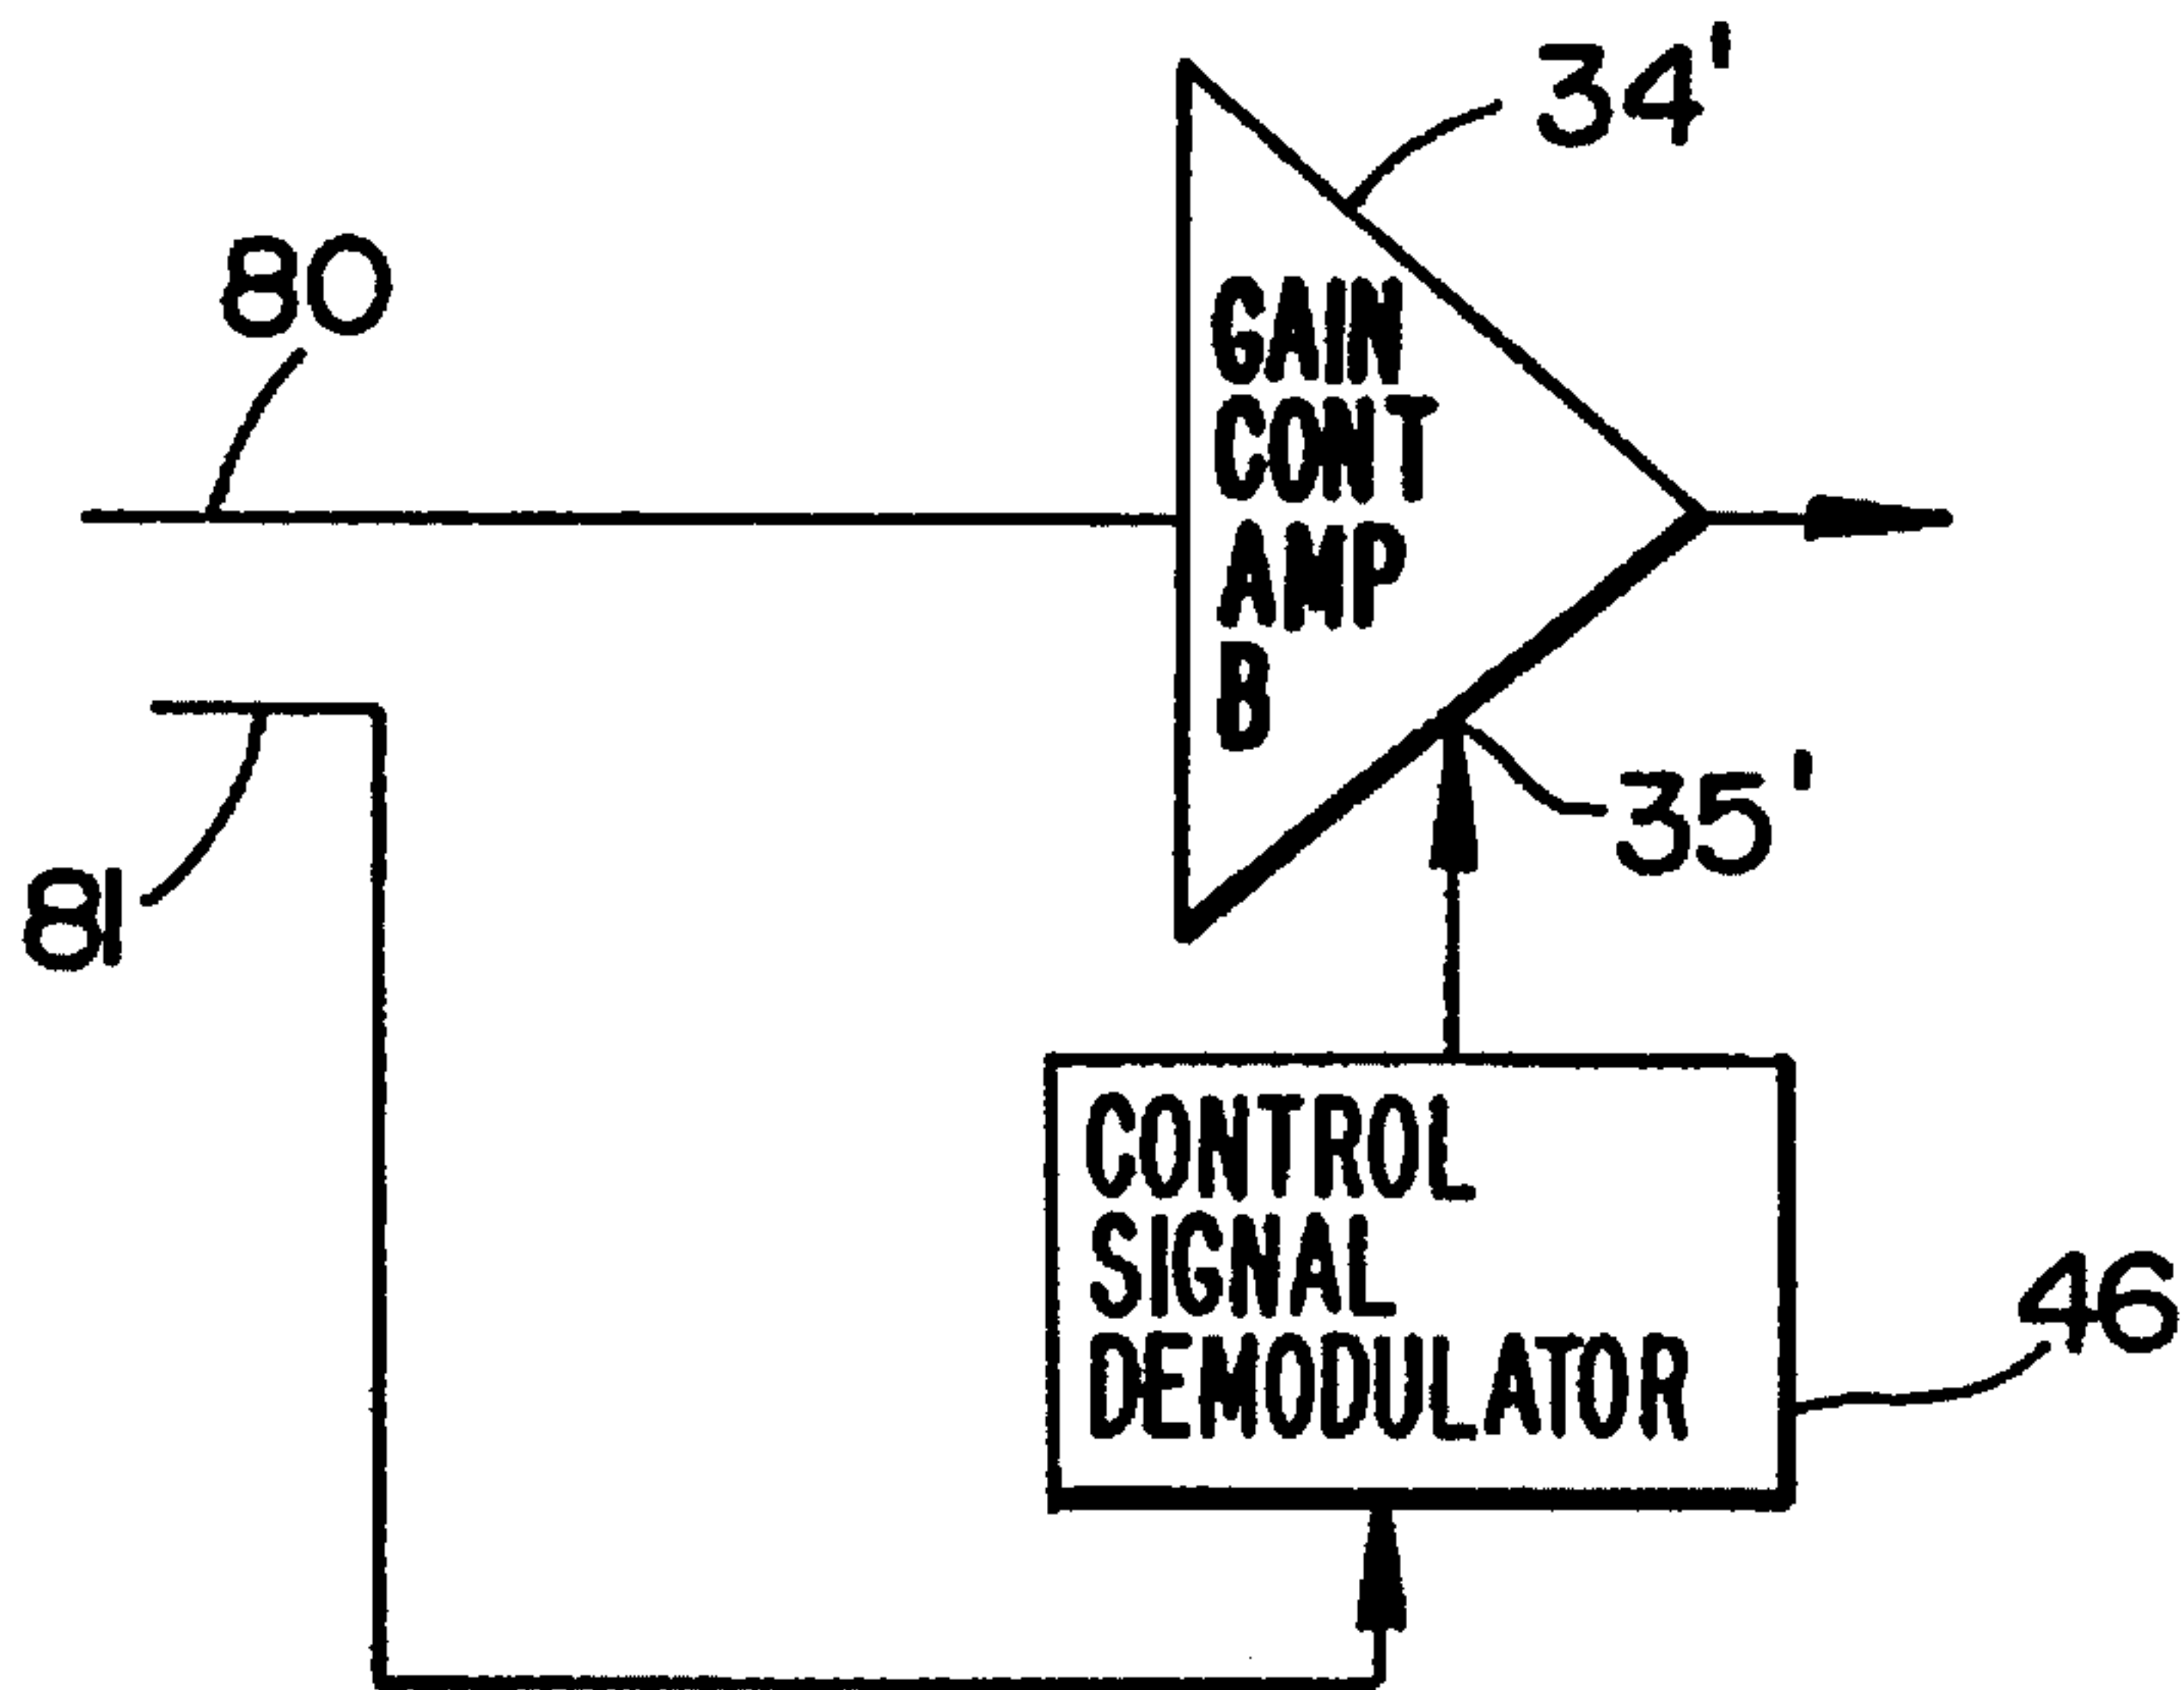 34'
80
GAIN
CONT
AMP
B
35'
81
CONTROL
SIGNAL
DEMODULATOR
46